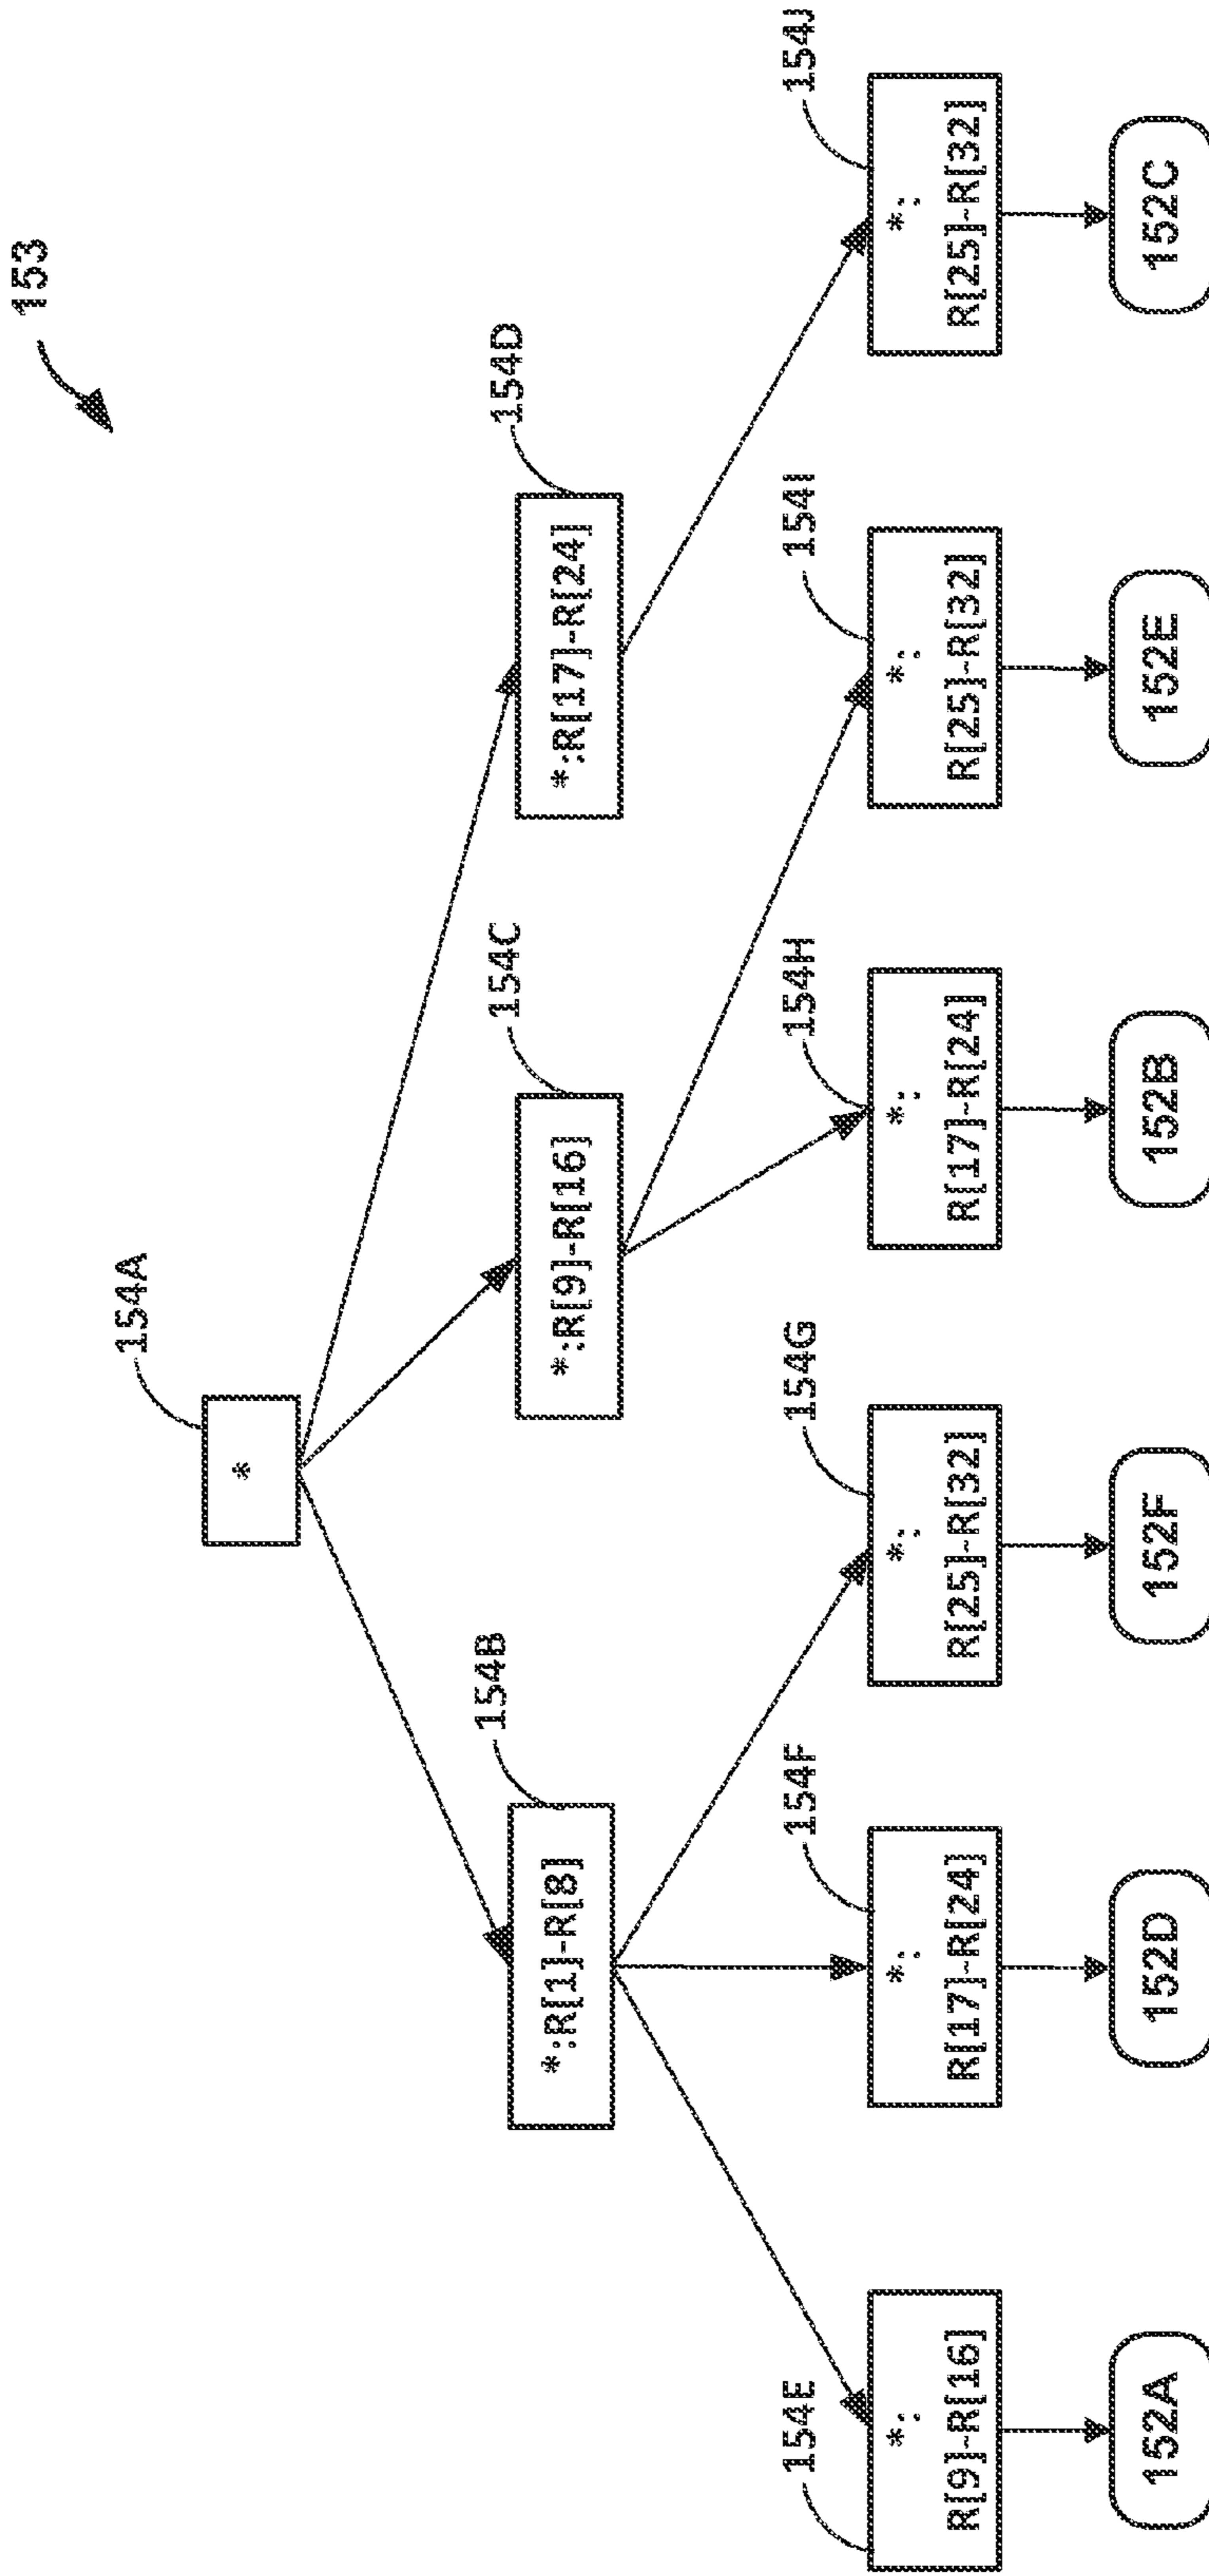 153
154A
*
154B
154C
154D
*:R[1]-R[8]
*:R[9]-R[16]
*:R[17]-R[24]
154E
154F
154G
154H
154I
154J
*:
R[9]-R[16]
*:
R[17]-R[24]
*:
R[25]-R[32]
*:
R[17]-R[24]
*:
R[25]-R[32]
*:
R[25]-R[32]
152A
152D
152F
152B
152E
152C